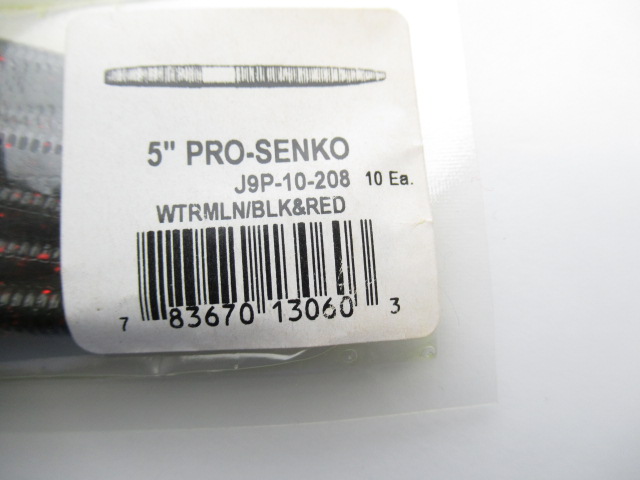 5" PRO-SENKO
J9P-10-208 10 Ea.
WTRMLN/BLK&RED
7 83670 13060 3